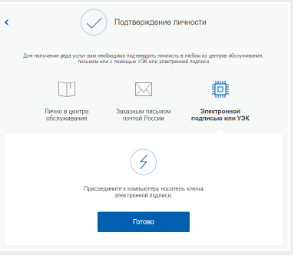 Подтверждение личности
Для получения ряда услуг вам необходимо подтвердить личность в любом из центров обслуживания,
письмом или с помощью УЭК или электронной подписи
Лично в центре
обслуживания
Заказным письмом
почтой России
Электронной
подписью или УЭК
Присоедините к компьютеру носитель ключа
электронной подписи.
Готово